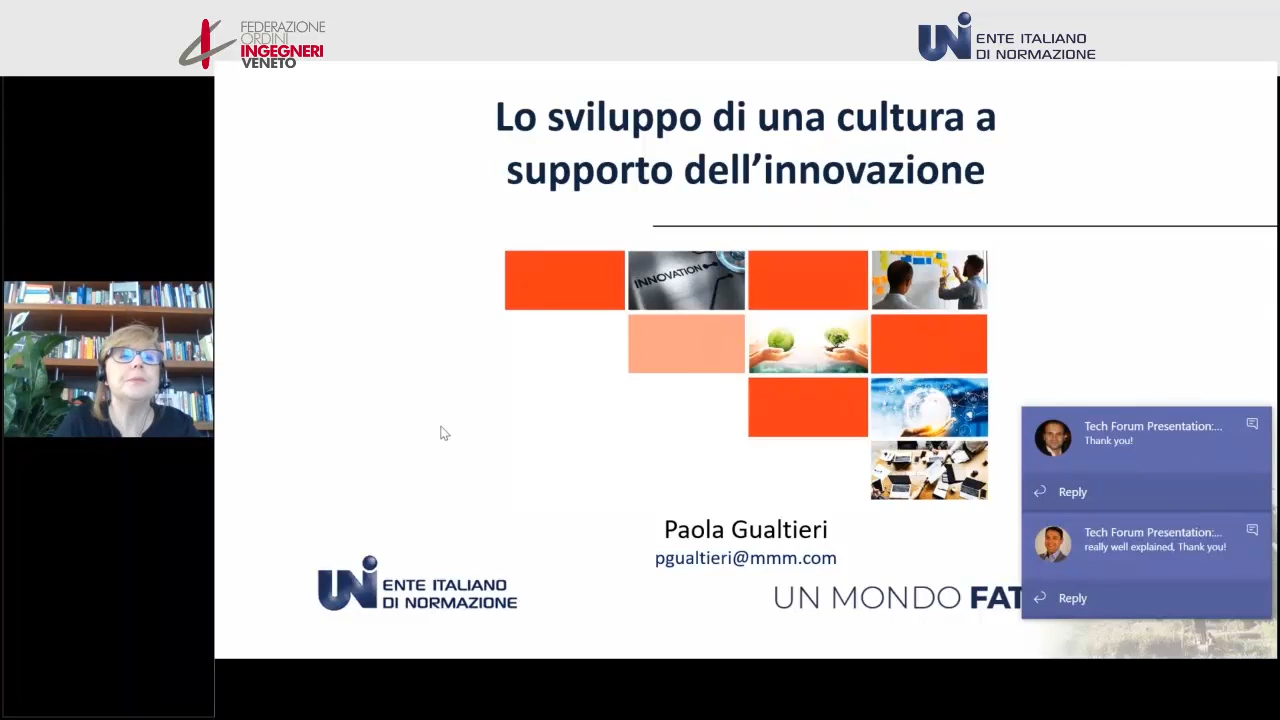 FEDERAZIONE
ORDINI
INGEGNERI
VENETO
UNI ENTE ITALIANO
DI NORMAZIONE
Lo sviluppo di una cultura a
supporto dell’innovazione
INNOVATION
Paola Gualtieri
pgualtieri@mmm.com
UNI ENTE ITALIANO
DI NORMAZIONE
UN MONDO FAT
Tech Forum Presentation:...
Thank you!
Reply
Tech Forum Presentation:...
really well explained, Thank you!
Reply